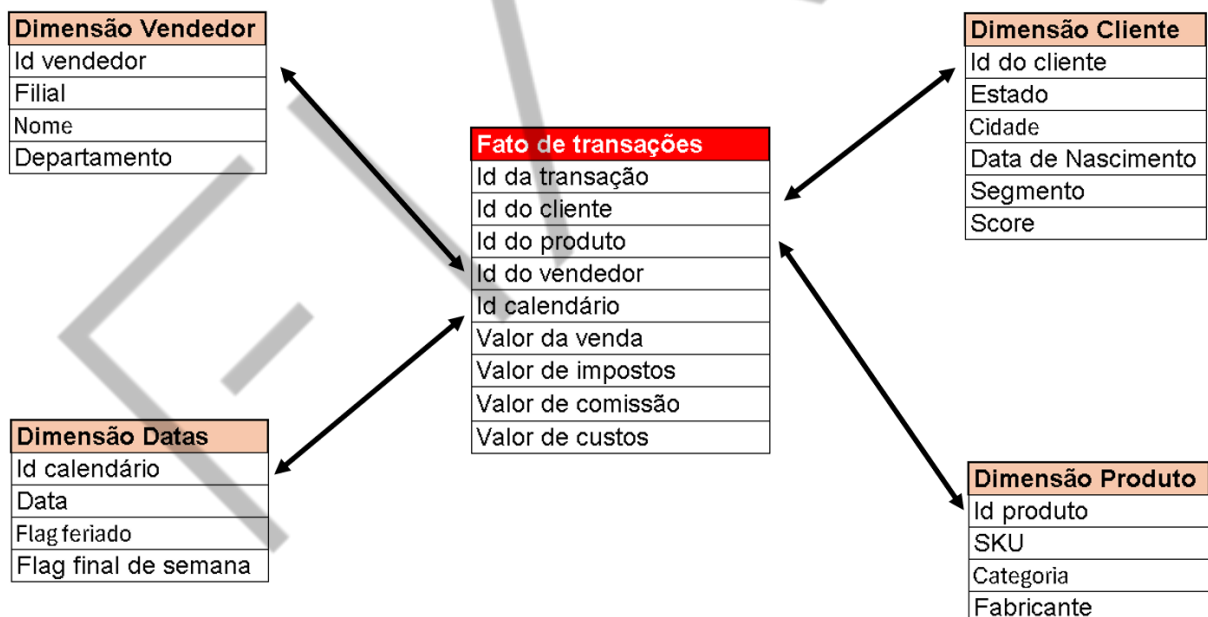 Dimensão Vendedor
Id vendedor
Filial
Nome
Departamento
Dimensão Cliente
Id do cliente
Estado
Cidade
Data de Nascimento
Segmento
Score
Fato de transações
Id da transação
Id do cliente
Id do produto
Id do vendedor
Id calendário
Valor da venda
Valor de impostos
Valor de comissão
Valor de custos
Dimensão Datas
Id calendário
Data
Flag feriado
Flag final de semana
Dimensão Produto
Id produto
SKU
Categoria
Fabricante